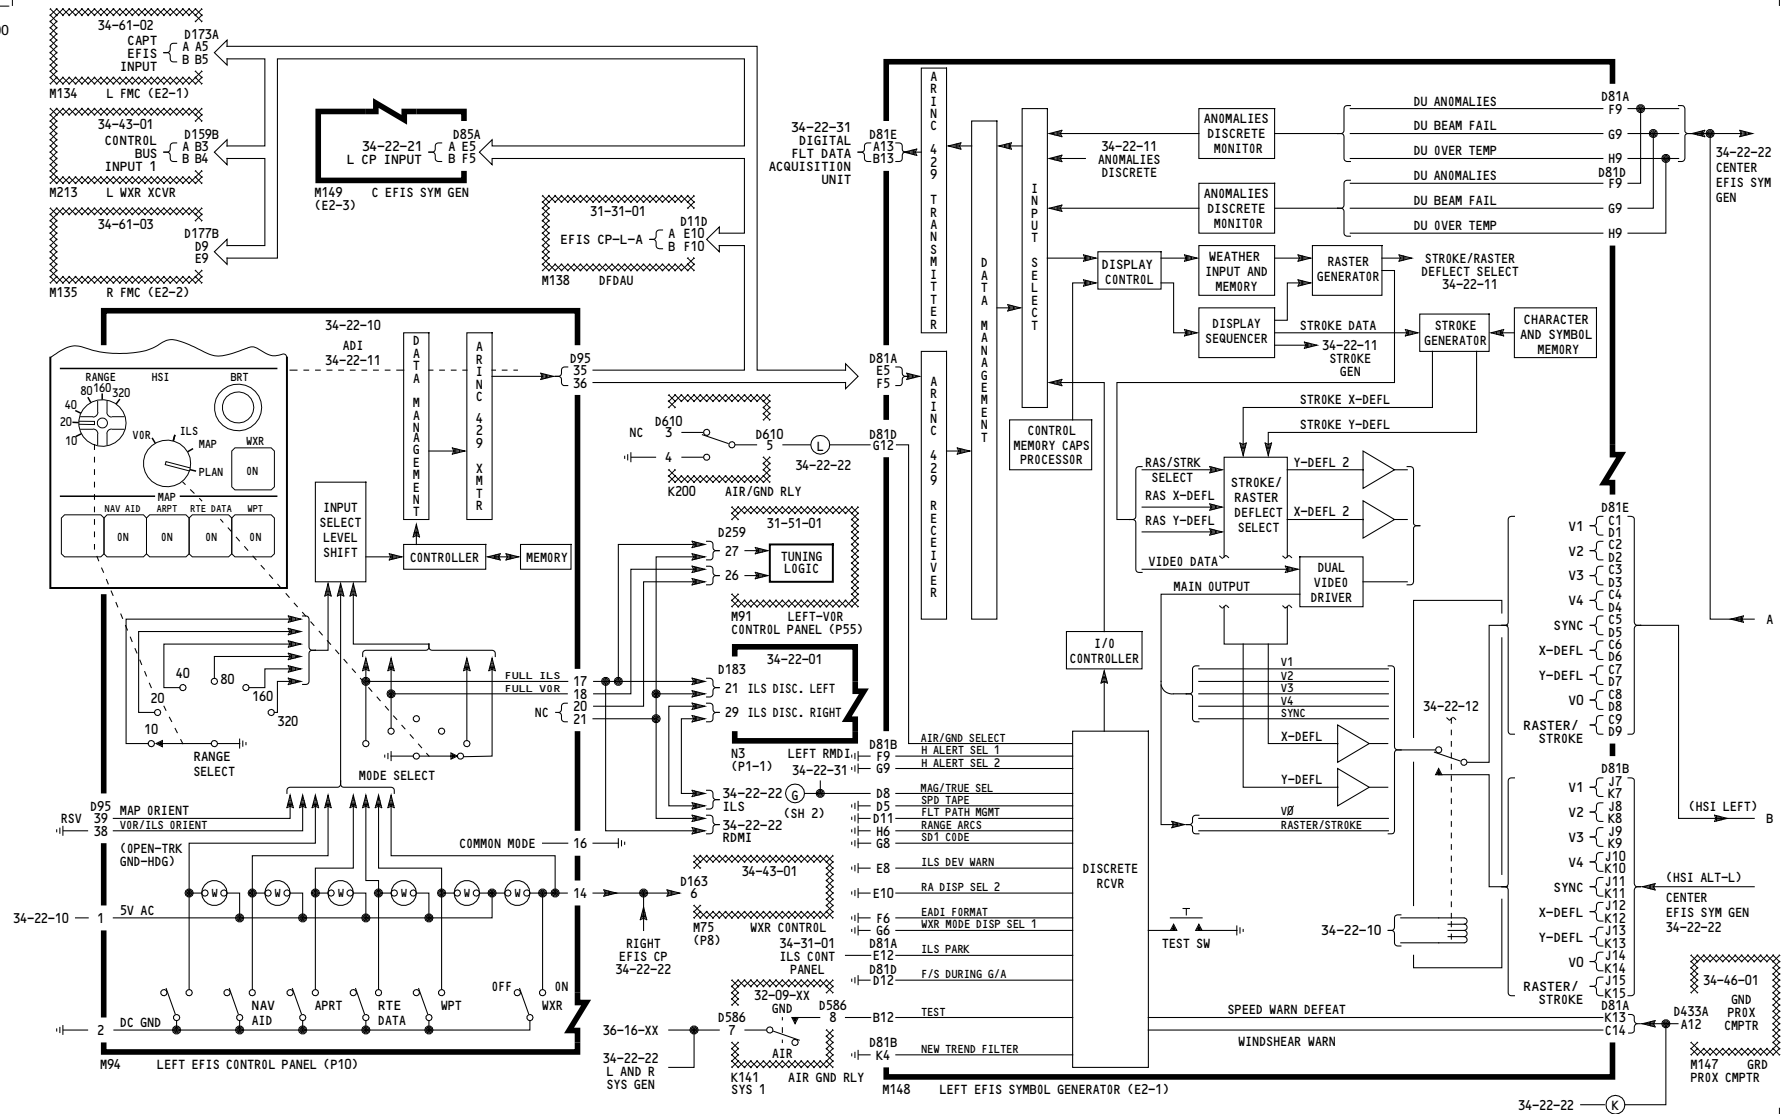 00
34-61-02
D173A
CAPT
EFIS
INPUT
A A5
B B5
M134 L FMC (E2-1)
34-43-01
D159B
CONTROL
BUS
INPUT 1
A B3
B B4
M213 L WXR XCVR
34-61-03
D177B
D9
E9
M135 R FMC (E2-2)
34-22-21
L CP INPUT
D85A
A E5
B F5
M149
(E2-3)
C EFIS SYM GEN
31-31-01
D11D
EFIS CP-L-A
A E10
B F10
M138 DFDAU
34-22-10
ADI
34-22-11
DATA MANAGEMENT
ARINC 429 XMTR
D95
35
36
RANGE
HSI
BRT
10
20
40
80
160
320
VOR
ILS
MAP
PLAN
WXR
ON
MAP
NAV AID
ARPT
RTE DATA
WPT
ON
ON
ON
ON
INPUT
SELECT
LEVEL
SHIFT
CONTROLLER
MEMORY
10
20
40
80
160
320
RANGE
SELECT
MODE SELECT
FULL ILS 17
FULL VOR 18
NC
20
21
D95
RSV 39 MAP ORIENT
38 VOR/ILS ORIENT
(OPEN-TRK
GND-HDG)
COMMON MODE 16
W W W W W W
14
34-22-10 1 5V AC
NAV
AID
APRT
RTE
DATA
WPT
OFF
ON
WXR
2 DC GND
M94 LEFT EFIS CONTROL PANEL (P10)
D610
NC 3
4
D610
5
L
34-22-22
K200 AIR/GND RLY
31-51-01
D259
27
26
TUNING
LOGIC
M91 LEFT-VOR
CONTROL PANEL (P55)
34-22-01
D183
21 ILS DISC. LEFT
29 ILS DISC. RIGHT
N3
(P1-1)
LEFT RMDI
34-22-31
34-22-22
ILS
G
(SH 2)
34-22-22
RDMI
34-43-01
D163
6
M75
(P8)
WXR CONTROL
RIGHT
EFIS CP
34-22-22
34-31-01
ILS CONT
PANEL
32-09-XX
GND
D586
8
D586
7
AIR
36-16-XX
34-22-22
L AND R
SYS GEN
K141
SYS 1
AIR GND RLY
34-22-31
DIGITAL
FLT DATA
ACQUISITION
UNIT
D81E
A13
B13
ARINC 429 TRANSMITTER
D81A
E5
F5
ARINC 429 RECEIVER
D81D
G12
DATA MANAGEMENT
INPUT SELECT
34-22-11
ANOMALIES
DISCRETE
ANOMALIES
DISCRETE
MONITOR
ANOMALIES
DISCRETE
MONITOR
DU ANOMALIES
DU BEAM FAIL
DU OVER TEMP
DU ANOMALIES
DU BEAM FAIL
DU OVER TEMP
D81A
F9
G9
H9
D81D
F9
G9
H9
34-22-22
CENTER
EFIS SYM
GEN
DISPLAY
CONTROL
WEATHER
INPUT AND
MEMORY
RASTER
GENERATOR
STROKE/RASTER
DEFLECT SELECT
34-22-11
DISPLAY
SEQUENCER
STROKE DATA
34-22-11
STROKE
GEN
STROKE
GENERATOR
CHARACTER
AND SYMBOL
MEMORY
STROKE X-DEFL
STROKE Y-DEFL
CONTROL
MEMORY CAPS
PROCESSOR
RAS/STRK
SELECT
RAS X-DEFL
RAS Y-DEFL
STROKE/
RASTER
DEFLECT
SELECT
Y-DEFL 2
X-DEFL 2
VIDEO DATA
DUAL
VIDEO
DRIVER
MAIN OUTPUT
I/O
CONTROLLER
V1
V2
V3
V4
SYNC
X-DEFL
Y-DEFL
VØ
RASTER/STROKE
34-22-12
34-22-10
D81E
V1 C1
D1
V2 C2
D2
V3 C3
D3
V4 C4
D4
SYNC C5
D5
X-DEFL C6
D6
Y-DEFL C7
D7
VO C8
D8
RASTER/
STROKE
C9
D9
D81B
V1 J7
K7
V2 J8
K8
V3 J9
K9
V4 J10
K10
SYNC J11
K11
X-DEFL J12
K12
Y-DEFL J13
K13
VO J14
K14
RASTER/
STROKE
J15
K15
D81A
K13
C14
A
(HSI LEFT)
B
(HSI ALT-L)
CENTER
EFIS SYM GEN
34-22-22
34-46-01
GND
PROX
CMPTR
D433A
A12
M147 GRD
PROX CMPTR
34-22-22 K
AIR/GND SELECT
D81B
F9 H ALERT SEL 1
G9 H ALERT SEL 2
D8 MAG/TRUE SEL
D5 SPD TAPE
D11 FLT PATH MGMT
H6 RANGE ARCS
G8 SD1 CODE
E8 ILS DEV WARN
E10 RA DISP SEL 2
F6 EADI FORMAT
G6 WXR MODE DISP SEL 1
D81A
E12 ILS PARK
D81D
D12 F/S DURING G/A
B12 TEST
D81B
K4 NEW TREND FILTER
DISCRETE
RCVR
TEST SW
SPEED WARN DEFEAT
WINDSHEAR WARN
M148 LEFT EFIS SYMBOL GENERATOR (E2-1)